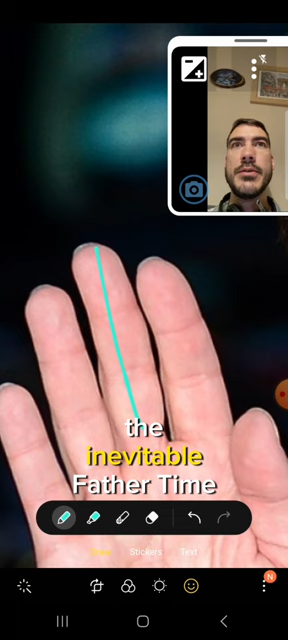 the
inevitable
Father Time
Draw
Stickers
Text
N